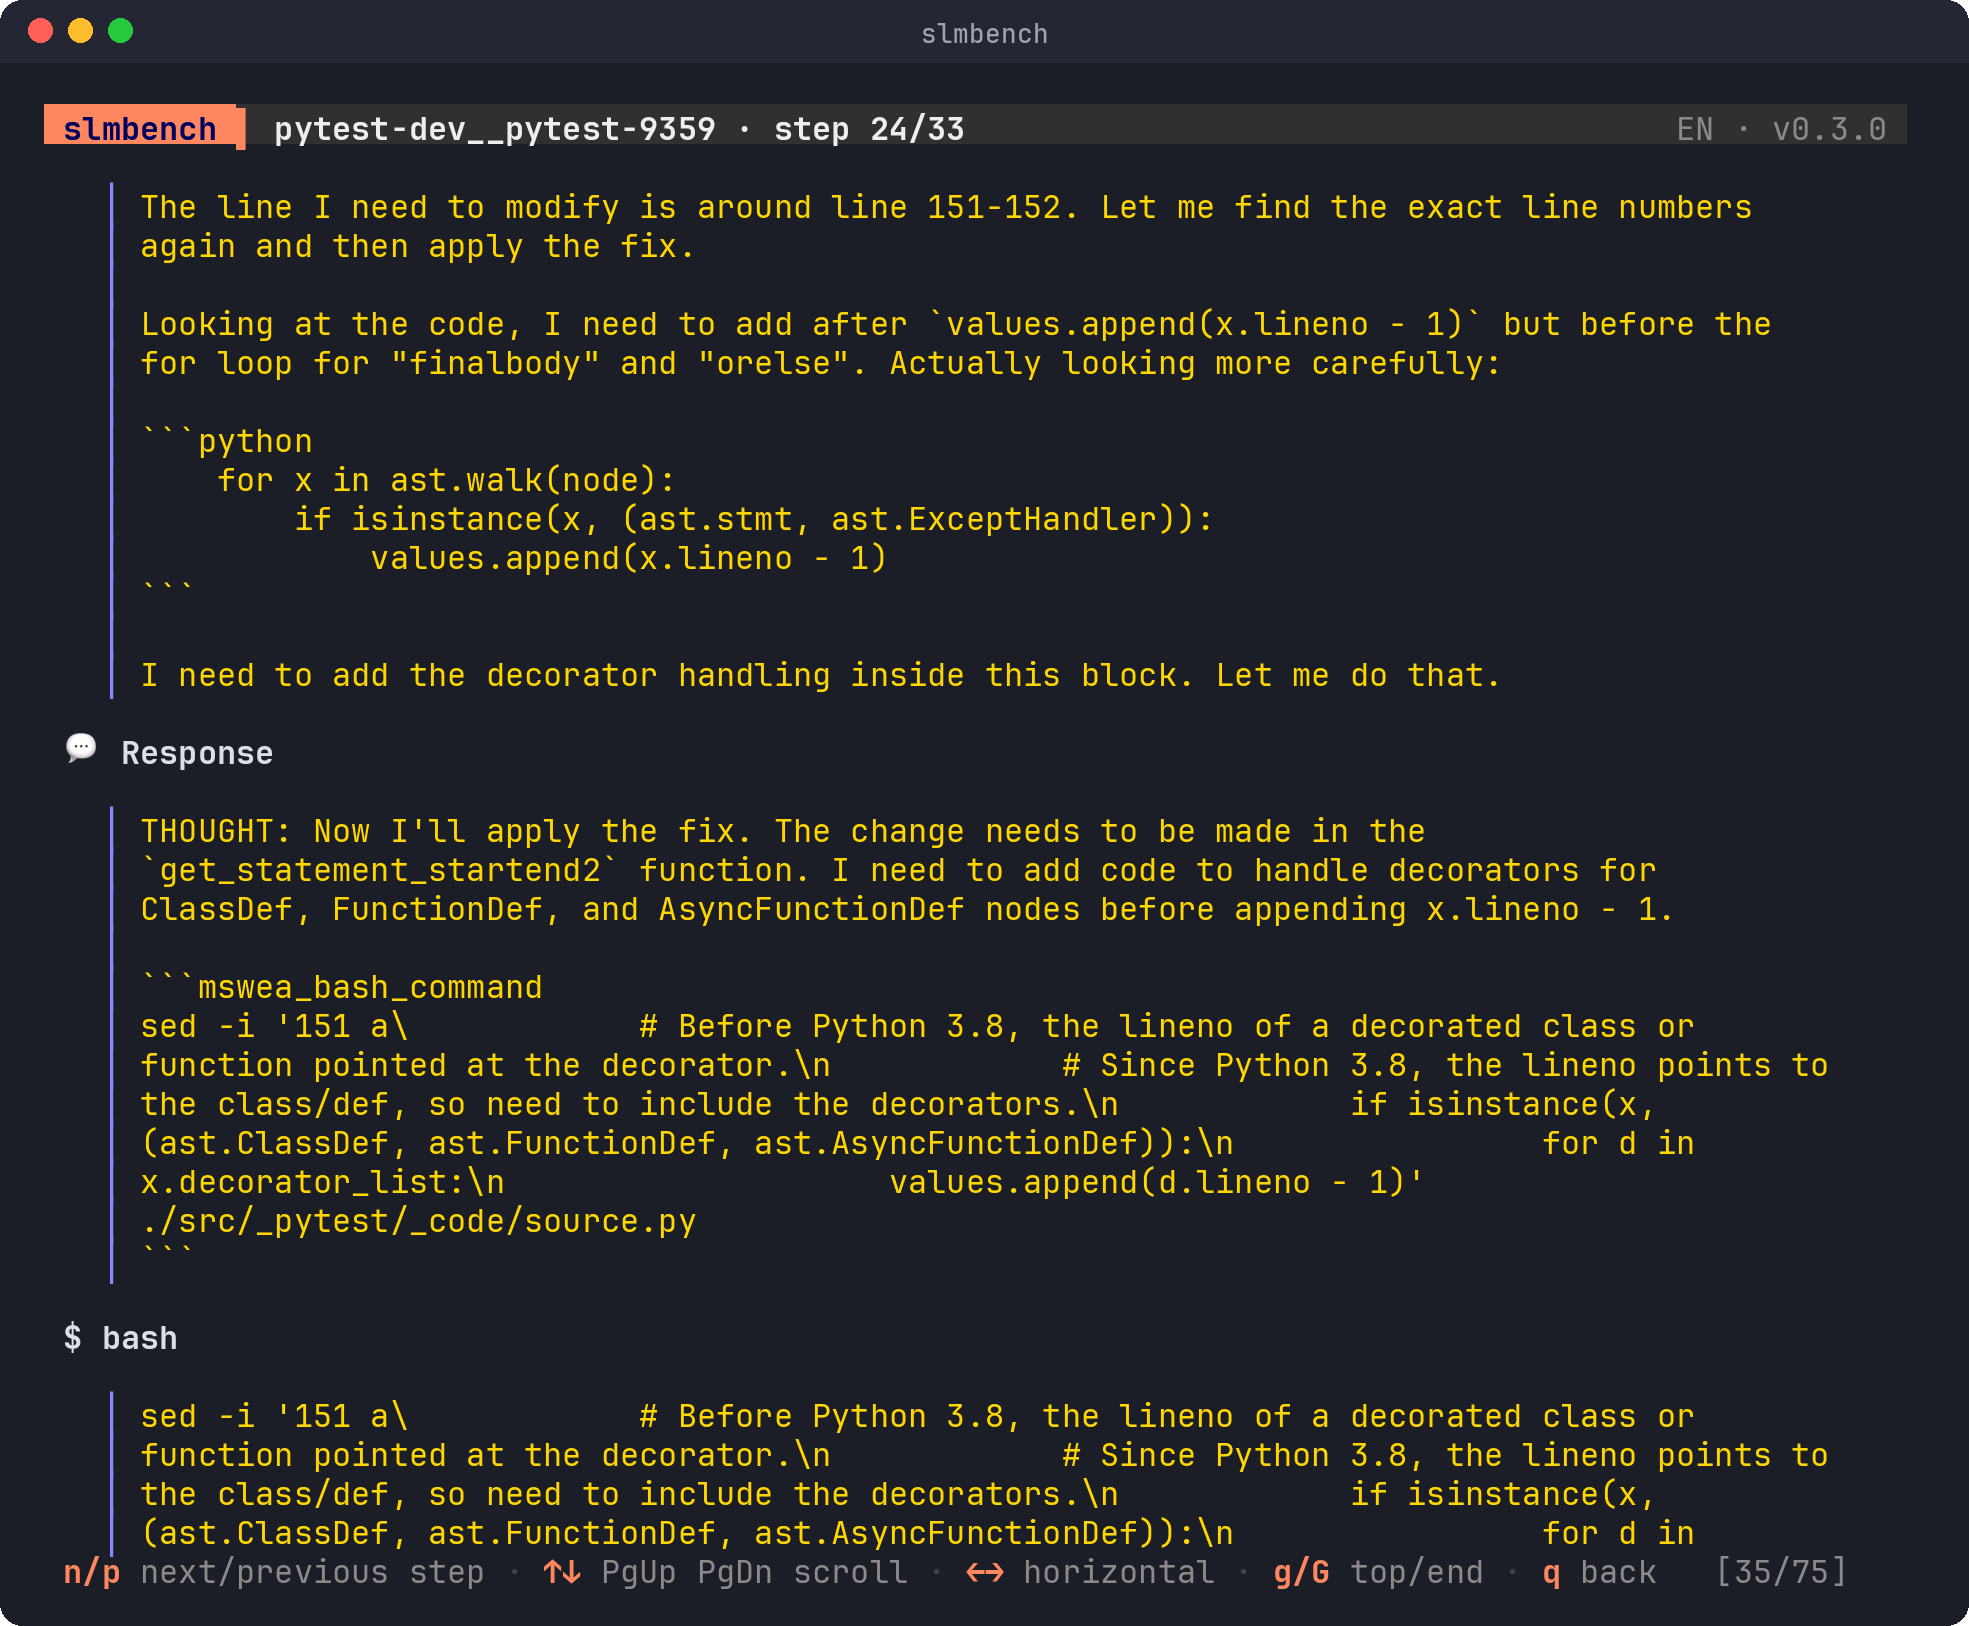 slmbench
slmbench pytest-dev__pytest-9359 · step 24/33 EN · v0.3.0
The line I need to modify is around line 151-152. Let me find the exact line numbers
again and then apply the fix.
Looking at the code, I need to add after `values.append(x.lineno - 1)` but before the
for loop for "finalbody" and "orelse". Actually looking more carefully:
```python
    for x in ast.walk(node):
        if isinstance(x, (ast.stmt, ast.ExceptHandler)):
            values.append(x.lineno - 1)
```
I need to add the decorator handling inside this block. Let me do that.
💬 Response
THOUGHT: Now I'll apply the fix. The change needs to be made in the
`get_statement_startend2` function. I need to add code to handle decorators for
ClassDef, FunctionDef, and AsyncFunctionDef nodes before appending x.lineno - 1.
```mswea_bash_command
sed -i '151 a\            # Before Python 3.8, the lineno of a decorated class or
function pointed at the decorator.\n            # Since Python 3.8, the lineno points to
the class/def, so need to include the decorators.\n            if isinstance(x,
(ast.ClassDef, ast.FunctionDef, ast.AsyncFunctionDef)):\n                for d in
x.decorator_list:\n                    values.append(d.lineno - 1)'
./src/_pytest/_code/source.py
```
$ bash
sed -i '151 a\            # Before Python 3.8, the lineno of a decorated class or
function pointed at the decorator.\n            # Since Python 3.8, the lineno points to
the class/def, so need to include the decorators.\n            if isinstance(x,
(ast.ClassDef, ast.FunctionDef, ast.AsyncFunctionDef)):\n                for d in
n/p next/previous step · ↑↓ PgUp PgDn scroll · ←→ horizontal · g/G top/end · q back [35/75]